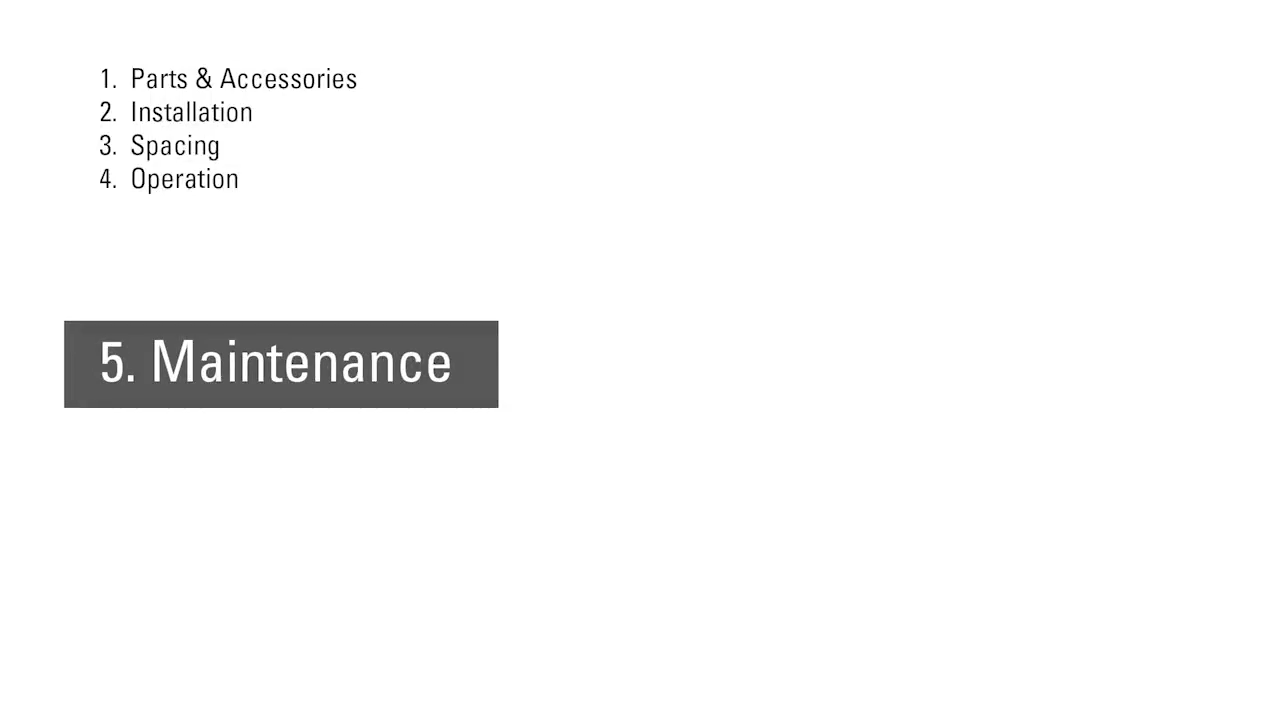 1. Parts & Accessories
2. Installation
3. Spacing
4. Operation
5. Maintenance